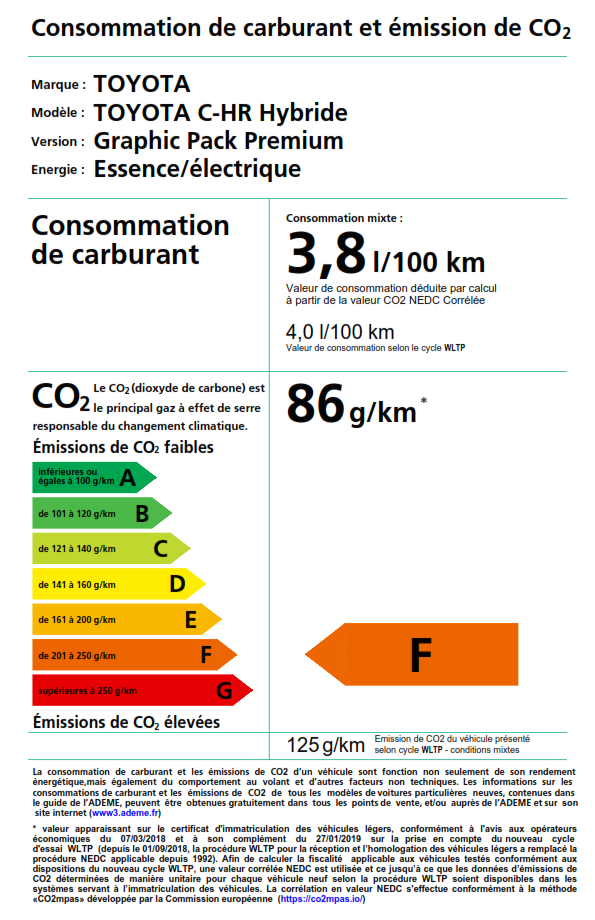 Consommation de carburant et émission de CO₂
Marque : TOYOTA
Modèle : TOYOTA C-HR Hybride
Version : Graphic Pack Premium
Energie : Essence/électrique
Consommation
de carburant
Consommation mixte :
3,8 l/100 km
Valeur de consommation déduite par calcul
à partir de la valeur CO2 NEDC Corrélée
4,0 l/100 km
Valeur de consommation selon le cycle WLTP
CO₂ Le CO₂ (dioxyde de carbone) est
le principal gaz à effet de serre
responsable du changement climatique.
86 g/km *
Émissions de CO₂ faibles
inférieures ou
égales à 100 g/km A
de 101 à 120 g/km B
de 121 à 140 g/km C
de 141 à 160 g/km D
de 161 à 200 g/km E
de 201 à 250 g/km F
F
supérieures à 250 g/km G
Émissions de CO₂ élevées
125 g/km Emission de CO2 du véhicule présenté
selon cycle WLTP - conditions mixtes
La consommation de carburant et les émissions de CO2 d'un véhicule sont fonction non seulement de son rendement
énergétique,mais également du comportement au volant et d'autres facteurs non techniques. Les informations sur les
consommations de carburant et les émissions de CO2 de tous les modèles de voitures particulières neuves, contenues dans
le guide de l'ADEME, peuvent être obtenues gratuitement dans tous les points de vente, et/ou auprès de l'ADEME et sur son
site internet (www3.ademe.fr)
* valeur apparaissant sur le certificat d'immatriculation des véhicules légers, conformément à l'avis aux opérateurs
économiques du 07/03/2018 et à son complément du 27/01/2019 sur la prise en compte du nouveau cycle
d'essai WLTP (depuis le 01/09/2018, la procédure WLTP pour la réception et l'homologation des véhicules légers a remplacé la
procédure NEDC applicable depuis 1992). Afin de calculer la fiscalité applicable aux véhicules testés conformément aux
dispositions du nouveau cycle WLTP, une valeur corrélée NEDC est utilisée et ce jusqu'à ce que les données d'émissions de
CO2 déterminées de manière unitaire pour chaque véhicule neuf selon la procédure WLTP soient disponibles dans les
systèmes servant à l'immatriculation des véhicules. La corrélation en valeur NEDC s'effectue conformément à la méthode
«CO2mpas» développée par la Commission européenne (https://co2mpas.io/)